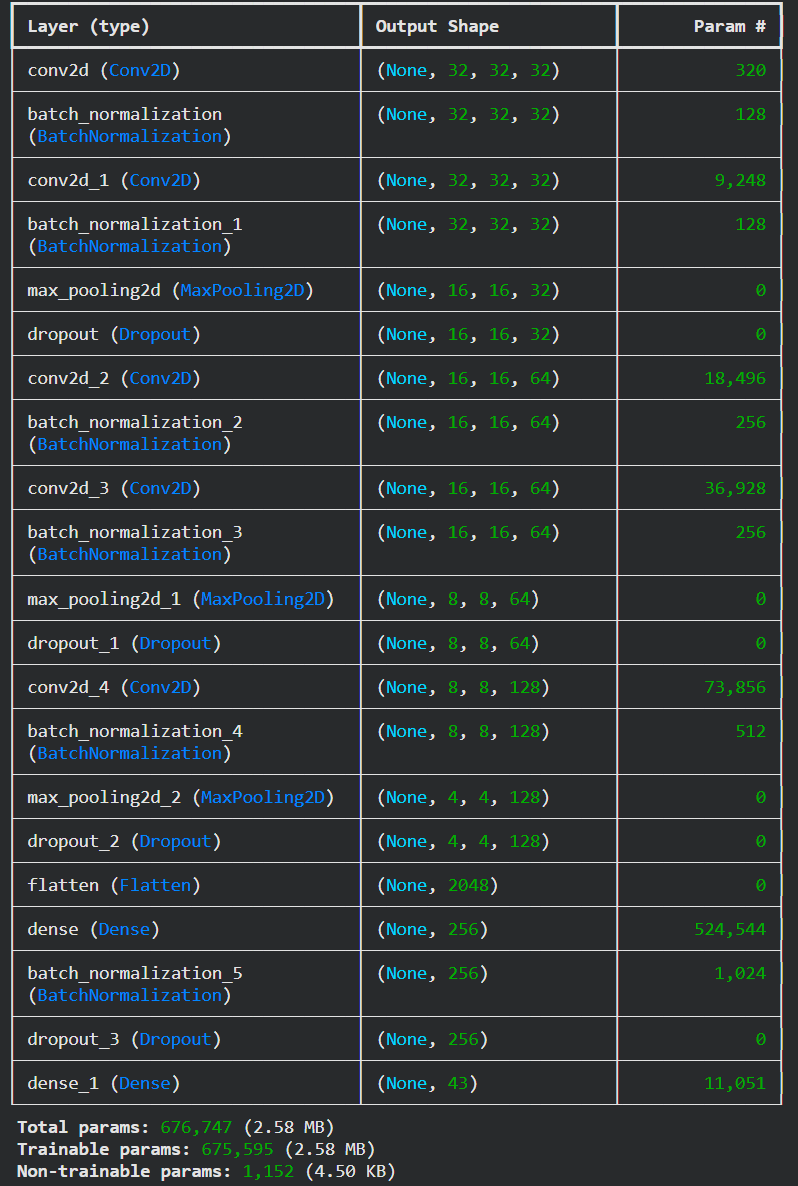 Layer (type) Output Shape Param #
conv2d (Conv2D) (None, 32, 32, 32) 320
batch_normalization (None, 32, 32, 32) 128
(BatchNormalization)
conv2d_1 (Conv2D) (None, 32, 32, 32) 9,248
batch_normalization_1 (None, 32, 32, 32) 128
(BatchNormalization)
max_pooling2d (MaxPooling2D) (None, 16, 16, 32) 0
dropout (Dropout) (None, 16, 16, 32) 0
conv2d_2 (Conv2D) (None, 16, 16, 64) 18,496
batch_normalization_2 (None, 16, 16, 64) 256
(BatchNormalization)
conv2d_3 (Conv2D) (None, 16, 16, 64) 36,928
batch_normalization_3 (None, 16, 16, 64) 256
(BatchNormalization)
max_pooling2d_1 (MaxPooling2D) (None, 8, 8, 64) 0
dropout_1 (Dropout) (None, 8, 8, 64) 0
conv2d_4 (Conv2D) (None, 8, 8, 128) 73,856
batch_normalization_4 (None, 8, 8, 128) 512
(BatchNormalization)
max_pooling2d_2 (MaxPooling2D) (None, 4, 4, 128) 0
dropout_2 (Dropout) (None, 4, 4, 128) 0
flatten (Flatten) (None, 2048) 0
dense (Dense) (None, 256) 524,544
batch_normalization_5 (None, 256) 1,024
(BatchNormalization)
dropout_3 (Dropout) (None, 256) 0
dense_1 (Dense) (None, 43) 11,051
Total params: 676,747 (2.58 MB)
Trainable params: 675,595 (2.58 MB)
Non-trainable params: 1,152 (4.50 KB)